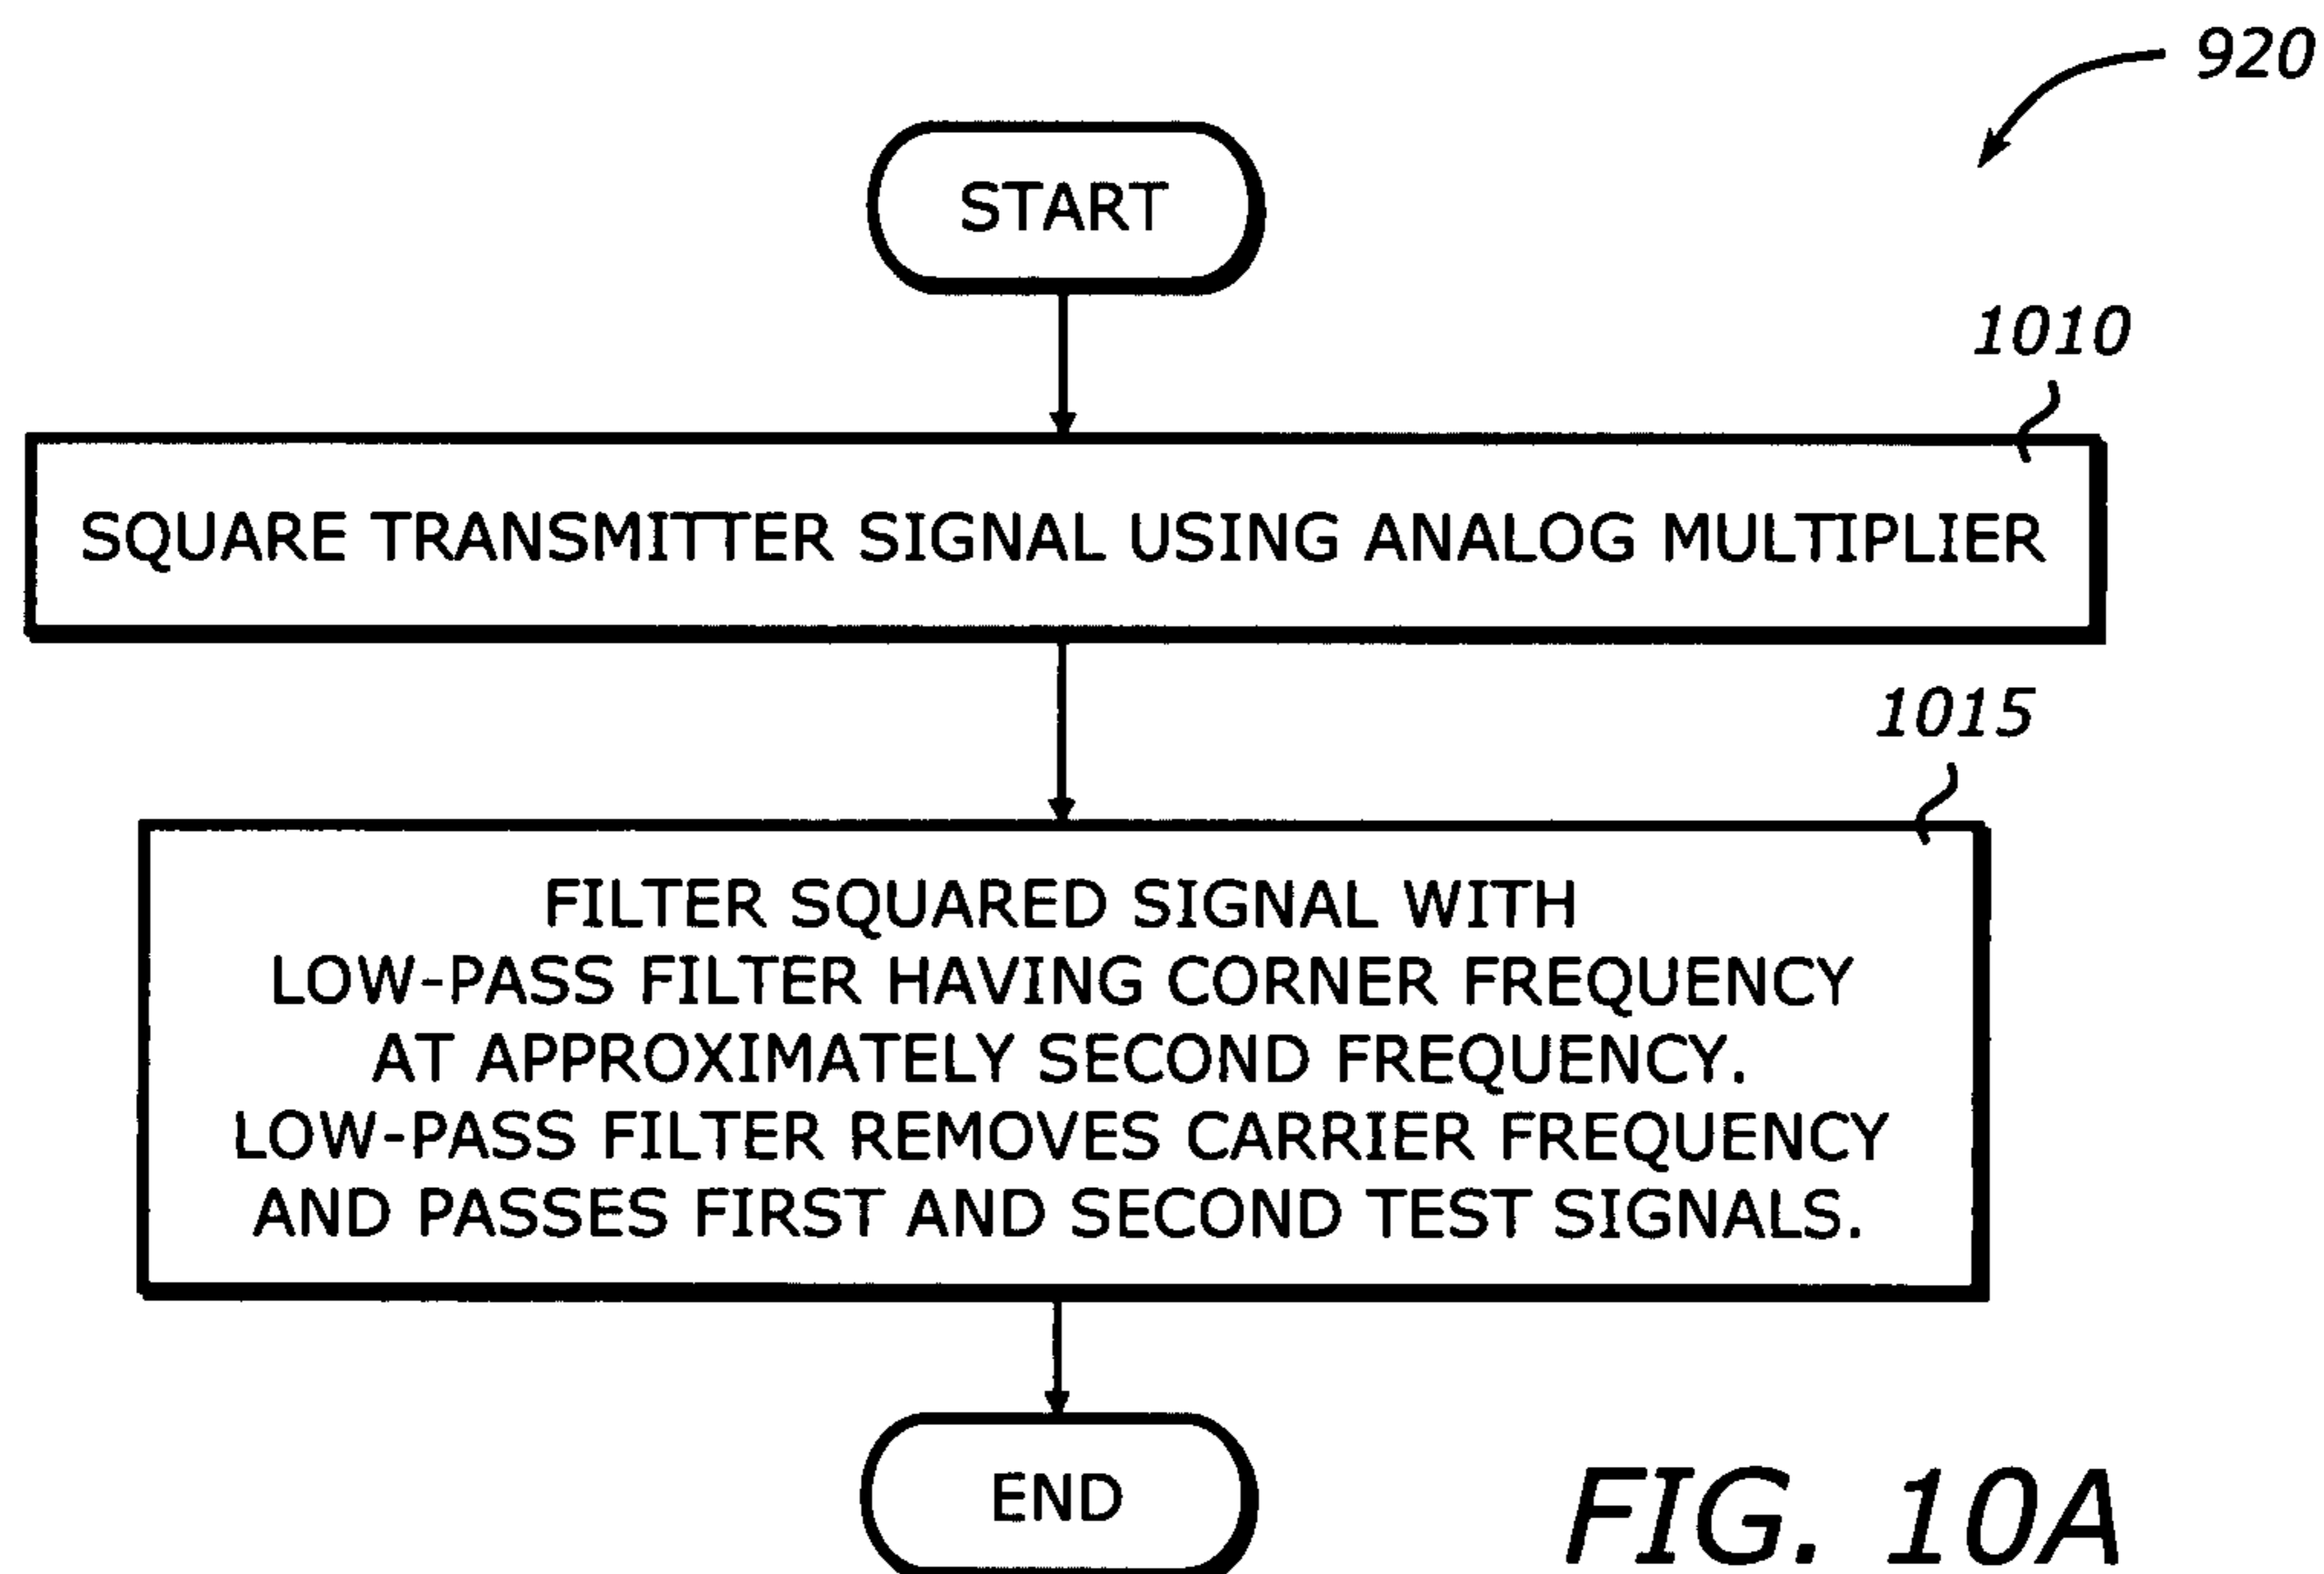 920
START
1010
SQUARE TRANSMITTER SIGNAL USING ANALOG MULTIPLIER
1015
FILTER SQUARED SIGNAL WITH
LOW-PASS FILTER HAVING CORNER FREQUENCY
AT APPROXIMATELY SECOND FREQUENCY.
LOW-PASS FILTER REMOVES CARRIER FREQUENCY
AND PASSES FIRST AND SECOND TEST SIGNALS.
END
FIG. 10A